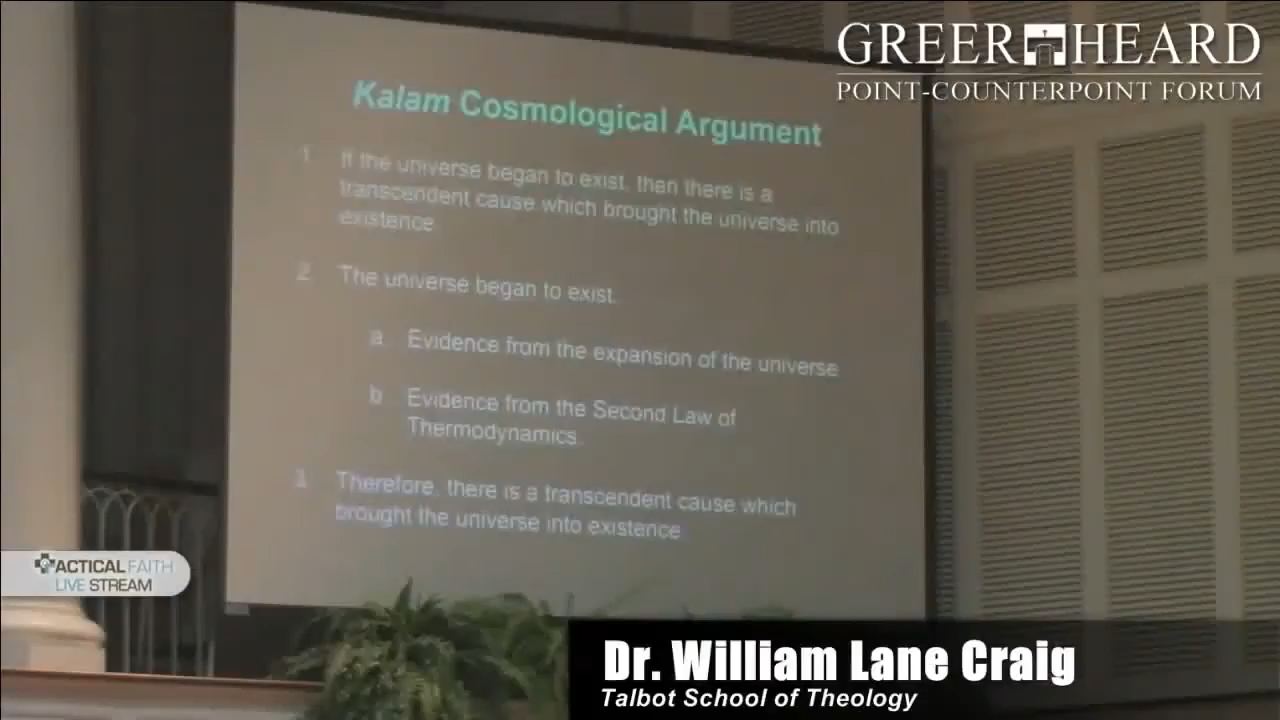 GREER HEARD
POINT-COUNTERPOINT FORUM
Kalam Cosmological Argument
1. If the universe began to exist, then there is a
transcendent cause which brought the universe into
existence.
2. The universe began to exist.
a. Evidence from the expansion of the universe
b. Evidence from the Second Law of
Thermodynamics.
3. Therefore, there is a transcendent cause which
brought the universe into existence.
ACTICAL FAITH
LIVE STREAM
Dr. William Lane Craig
Talbot School of Theology